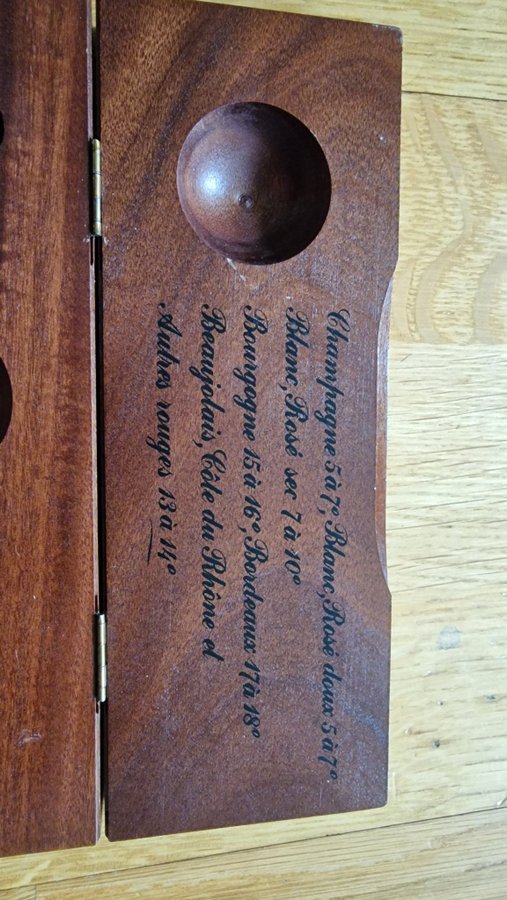 Champagne 5 à 7°, Blanc, Rosé doux 5 à 7°
Blanc, Rosé sec 7 à 10°
Bourgogne 15 à 16°, Bordeaux 17 à 18°
Beaujolais, Côte du Rhône et
Autres rouges 13 à 14°